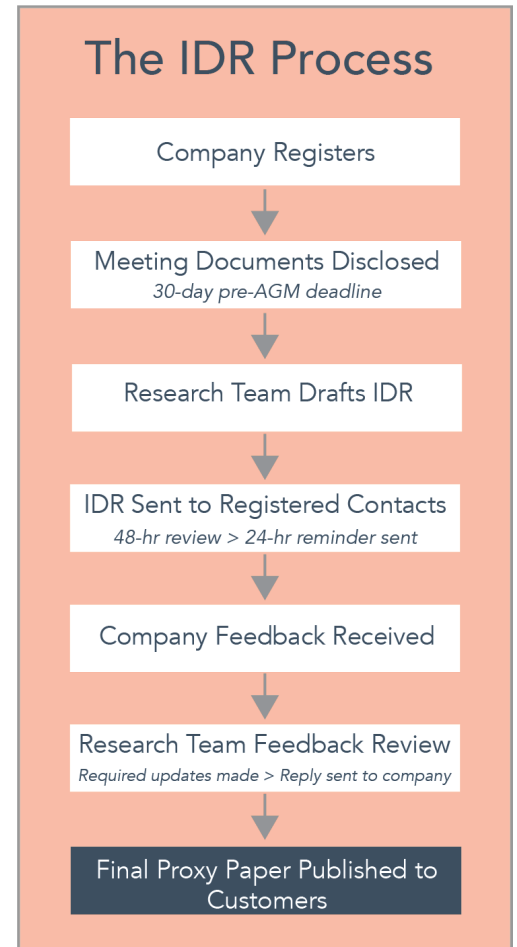 The IDR Process
Company Registers
Meeting Documents Disclosed
30-day pre-AGM deadline
Research Team Drafts IDR
IDR Sent to Registered Contacts
48-hr review > 24-hr reminder sent
Company Feedback Received
Research Team Feedback Review
Required updates made > Reply sent to company
Final Proxy Paper Published to
Customers